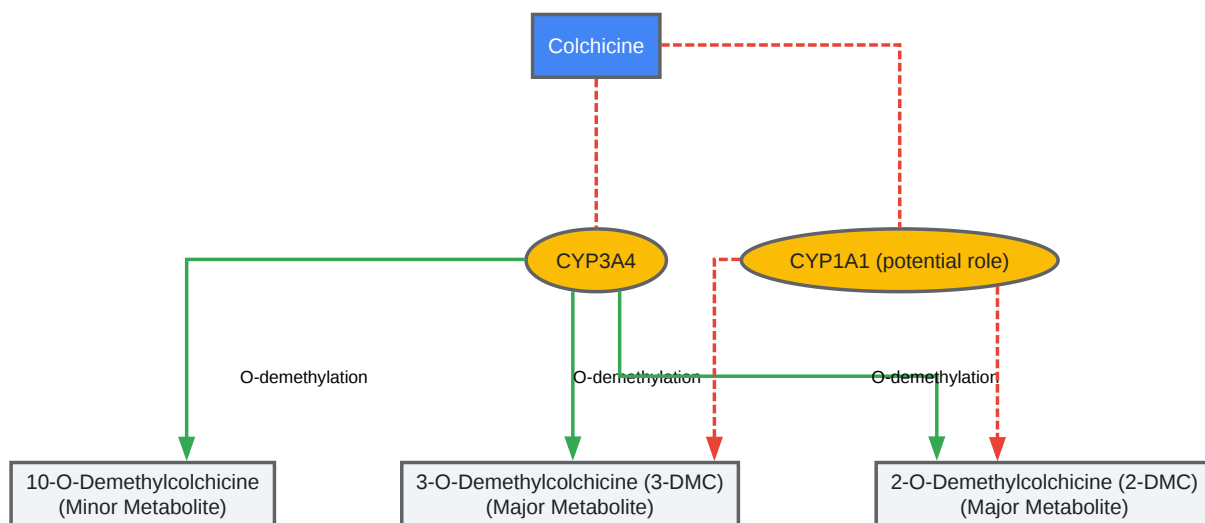 Colchicine
CYP3A4
CYP1A1 (potential role)
O-demethylation
O-demethylation
O-demethylation
10-O-Demethylcolchicine
(Minor Metabolite)
3-O-Demethylcolchicine (3-DMC)
(Major Metabolite)
2-O-Demethylcolchicine (2-DMC)
(Major Metabolite)